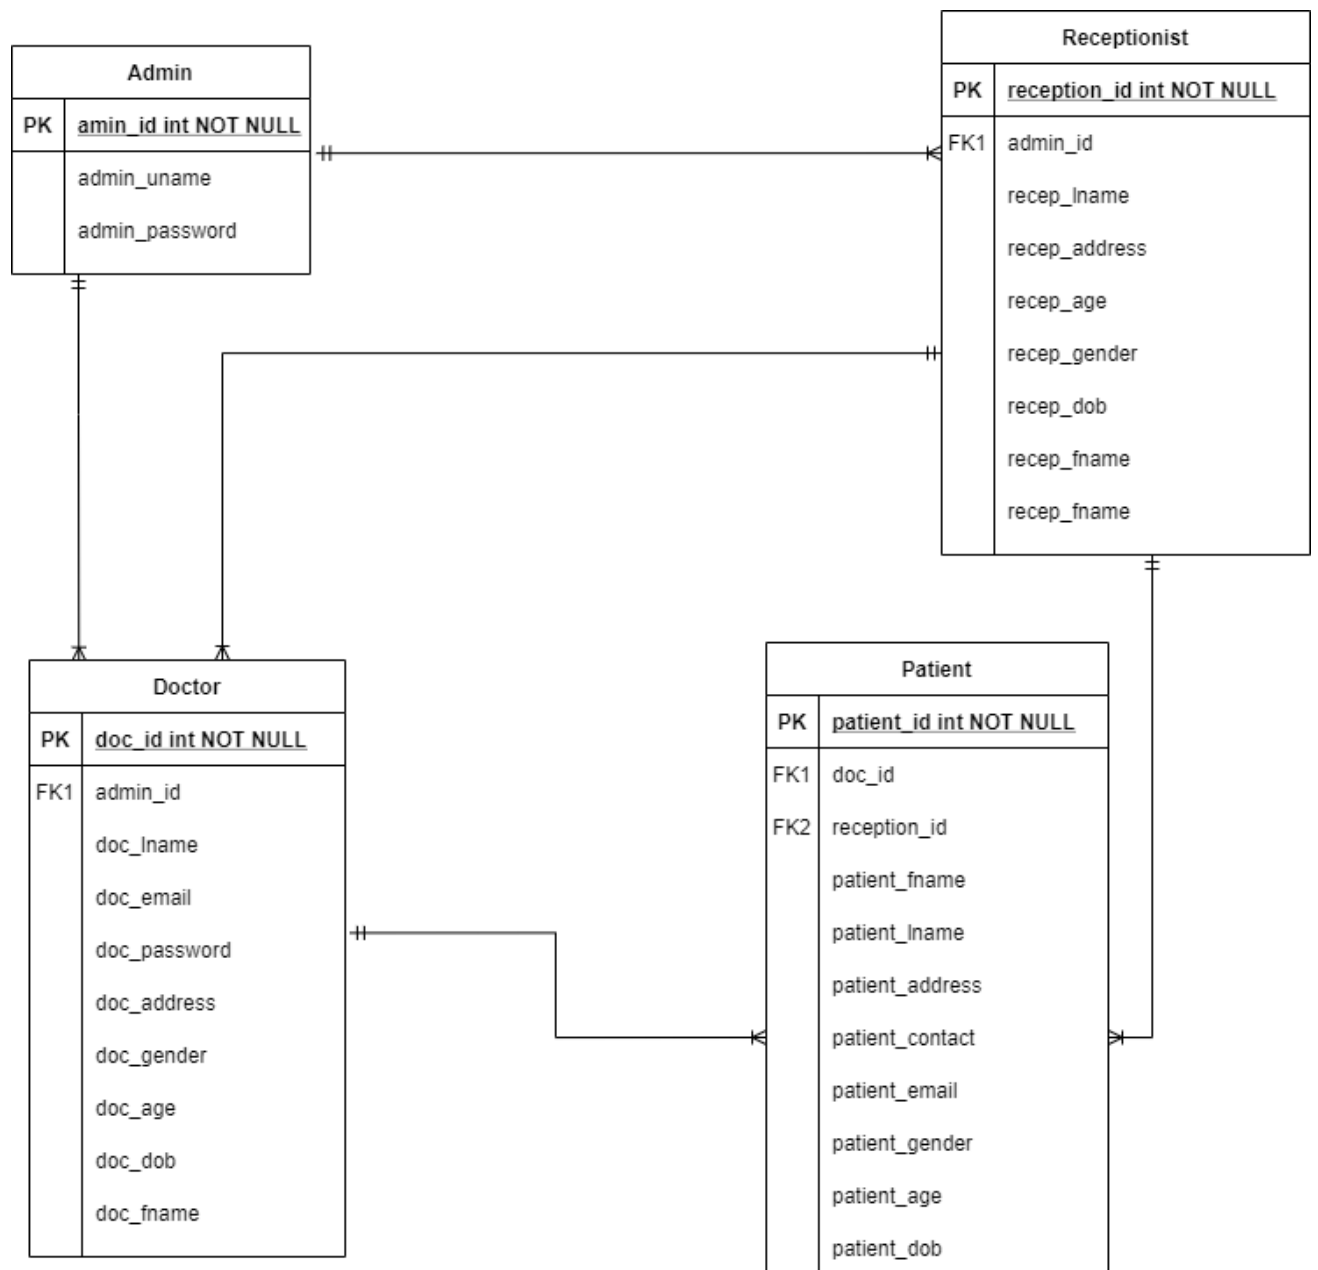 Admin
PK amin_id int NOT NULL
admin_uname
admin_password
Receptionist
PK reception_id int NOT NULL
FK1 admin_id
recep_lname
recep_address
recep_age
recep_gender
recep_dob
recep_fname
recep_fname
Doctor
PK doc_id int NOT NULL
FK1 admin_id
doc_lname
doc_email
doc_password
doc_address
doc_gender
doc_age
doc_dob
doc_fname
Patient
PK patient_id int NOT NULL
FK1 doc_id
FK2 reception_id
patient_fname
patient_lname
patient_address
patient_contact
patient_email
patient_gender
patient_age
patient_dob